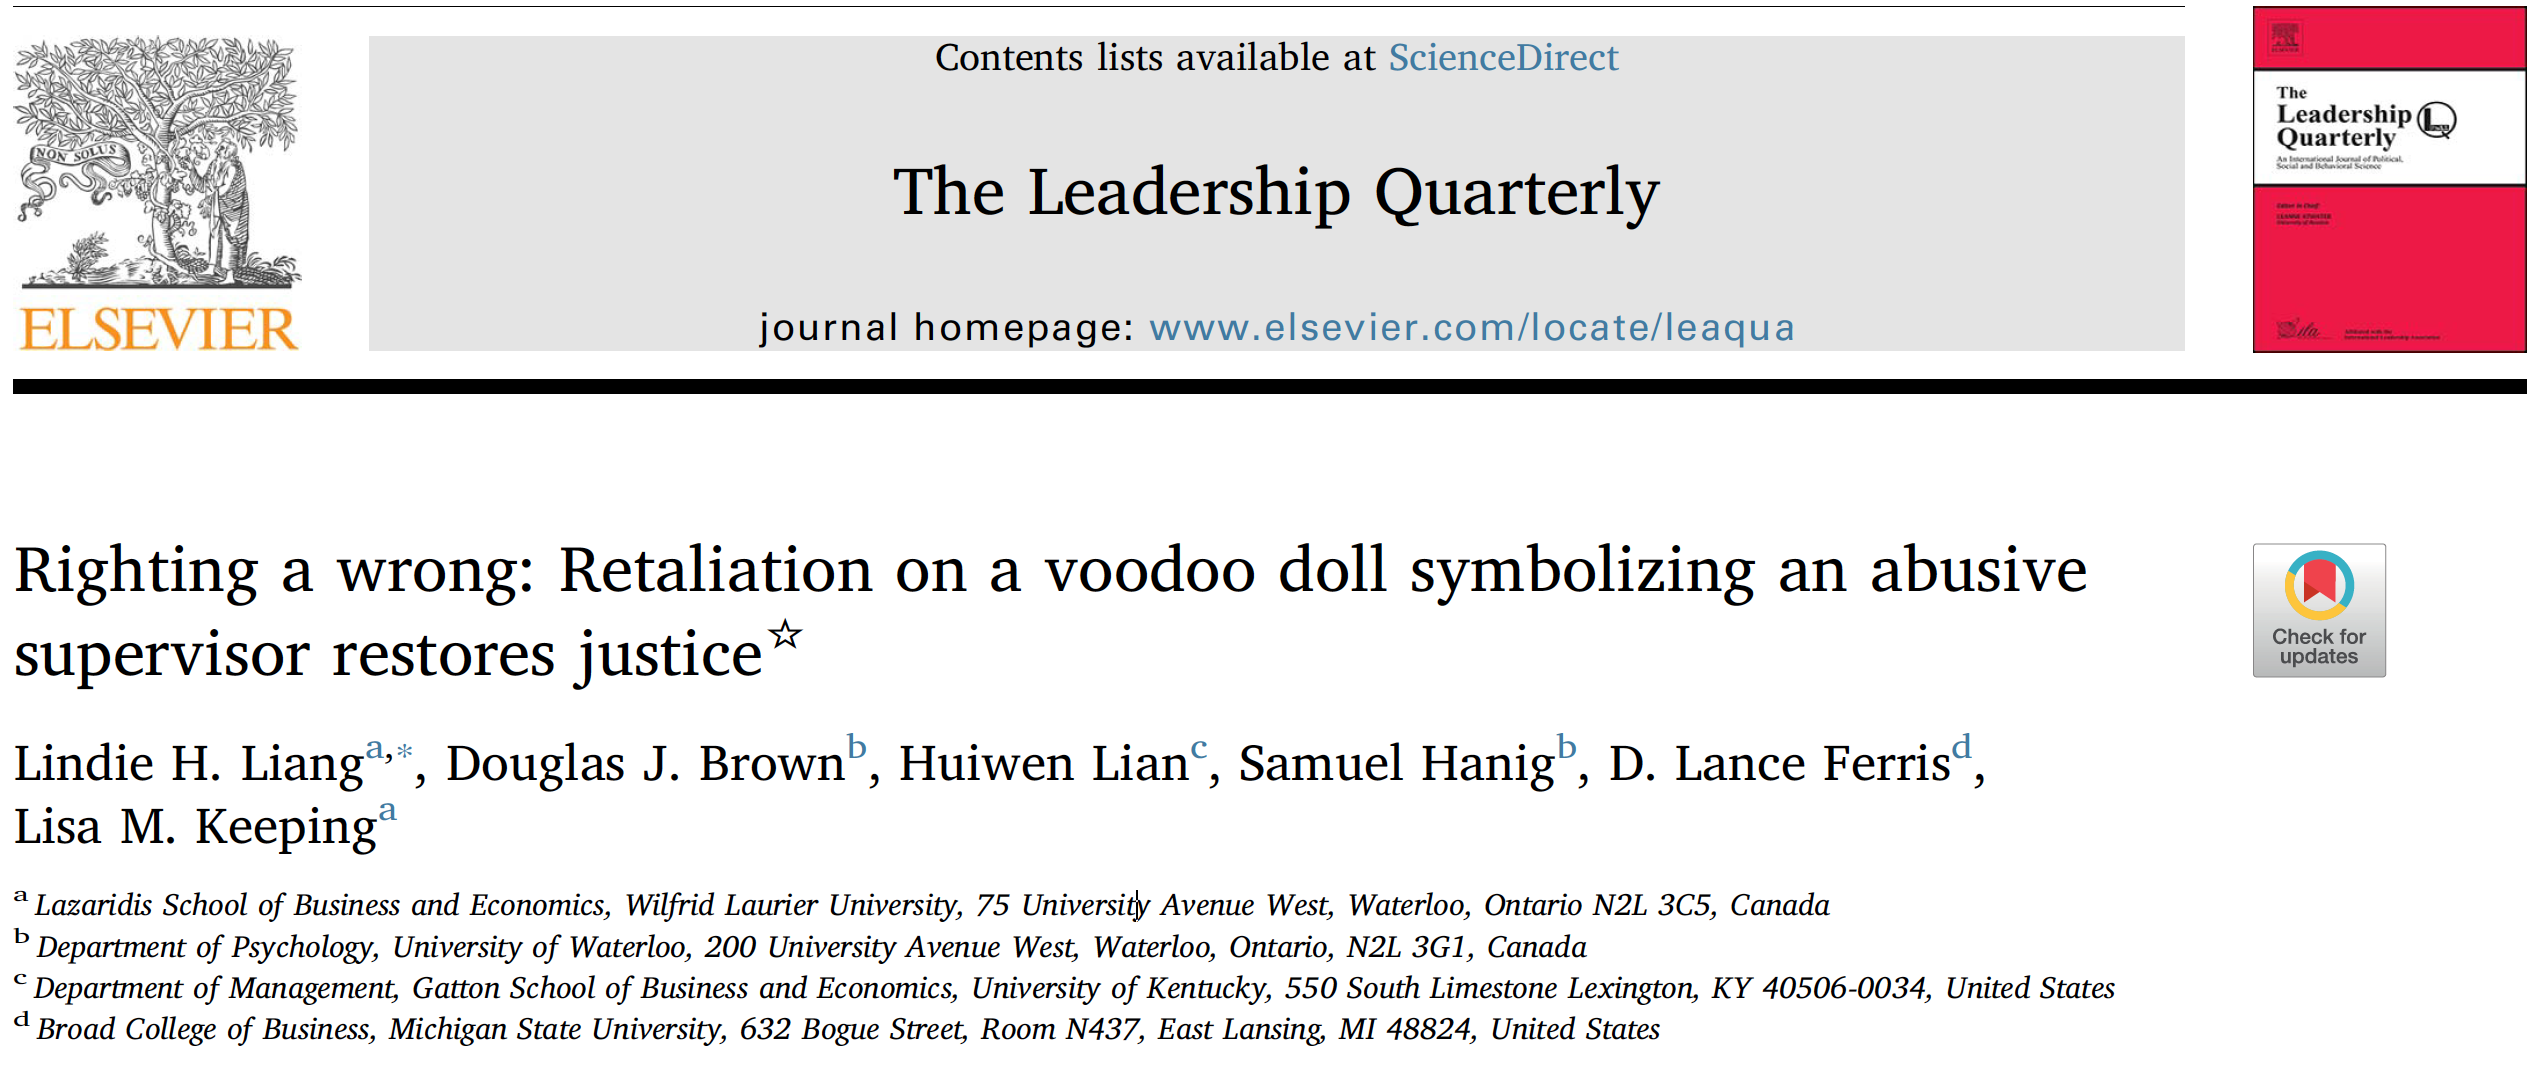 Contents lists available at ScienceDirect
The Leadership Quarterly
journal homepage: www.elsevier.com/locate/leaqua
NON SOLUS
ELSEVIER
The
Leadership
Quarterly
An International Journal of Political,
Social and Behavioral Science
Righting a wrong: Retaliation on a voodoo doll symbolizing an abusive
supervisor restores justice☆
Check for
updates
Lindie H. Liang a,*, Douglas J. Brown b, Huiwen Lian c, Samuel Hanig b, D. Lance Ferris d,
Lisa M. Keeping a
a Lazaridis School of Business and Economics, Wilfrid Laurier University, 75 University Avenue West, Waterloo, Ontario N2L 3C5, Canada
b Department of Psychology, University of Waterloo, 200 University Avenue West, Waterloo, Ontario, N2L 3G1, Canada
c Department of Management, Gatton School of Business and Economics, University of Kentucky, 550 South Limestone Lexington, KY 40506-0034, United States
d Broad College of Business, Michigan State University, 632 Bogue Street, Room N437, East Lansing, MI 48824, United States